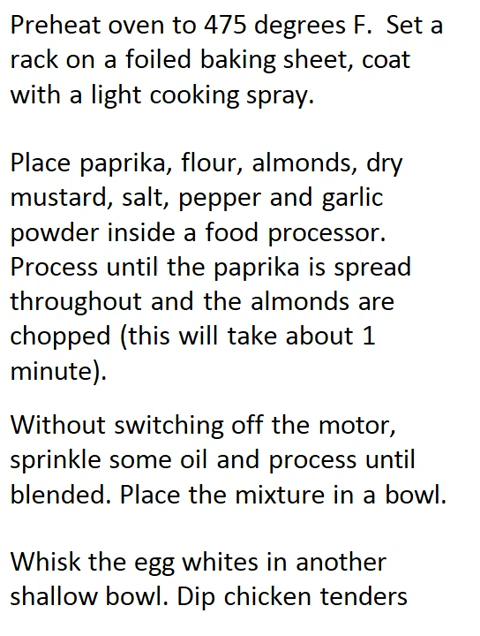 Preheat oven to 475 degrees F.  Set a
rack on a foiled baking sheet, coat
with a light cooking spray.
Place paprika, flour, almonds, dry
mustard, salt, pepper and garlic
powder inside a food processor.
Process until the paprika is spread
throughout and the almonds are
chopped (this will take about 1
minute).
Without switching off the motor,
sprinkle some oil and process until
blended. Place the mixture in a bowl.
Whisk the egg whites in another
shallow bowl. Dip chicken tenders